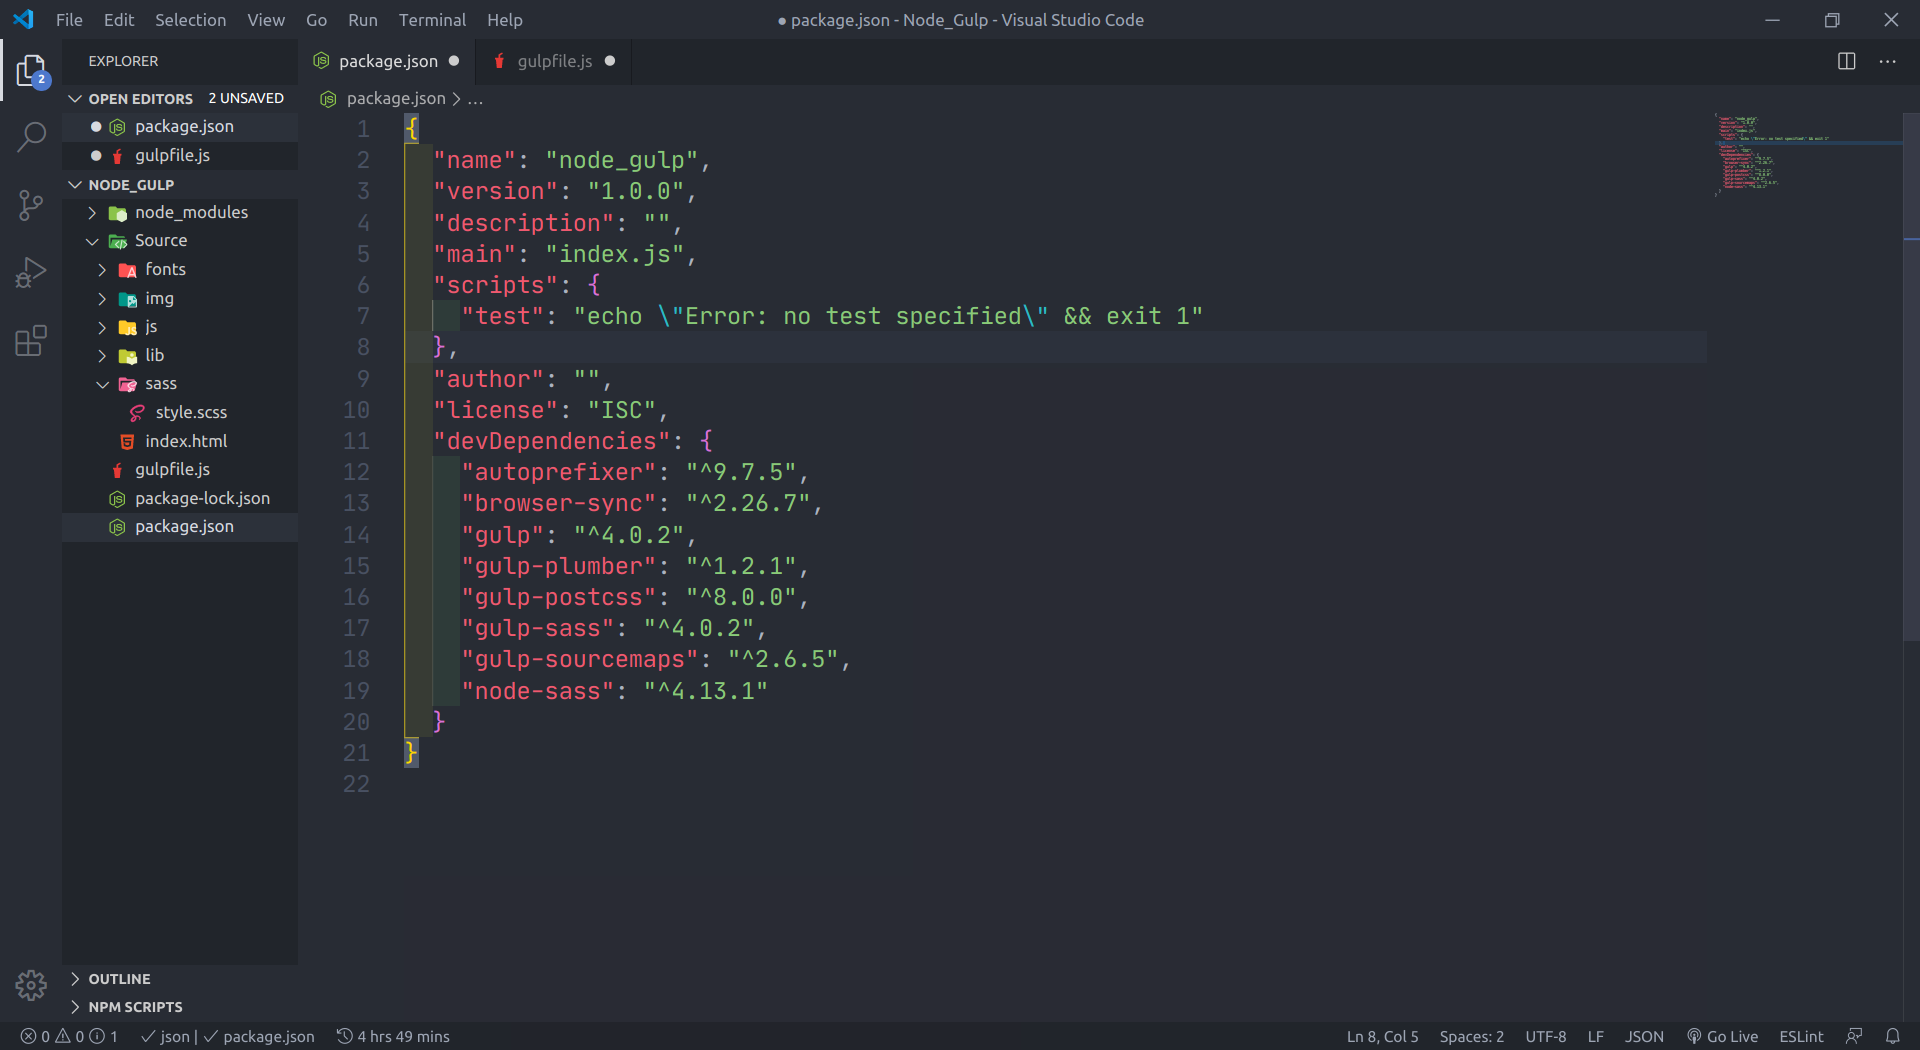 File Edit Selection View Go Run Terminal Help
● package.json - Node_Gulp - Visual Studio Code
2
EXPLORER
OPEN EDITORS 2 UNSAVED
package.json
gulpfile.js
NODE_GULP
node_modules
Source
fonts
img
js
lib
sass
style.scss
index.html
gulpfile.js
package-lock.json
package.json
OUTLINE
NPM SCRIPTS
package.json
gulpfile.js
package.json > ...
1 {
2 "name": "node_gulp",
3 "version": "1.0.0",
4 "description": "",
5 "main": "index.js",
6 "scripts": {
7 "test": "echo \"Error: no test specified\" && exit 1"
8 },
9 "author": "",
10 "license": "ISC",
11 "devDependencies": {
12 "autoprefixer": "^9.7.5",
13 "browser-sync": "^2.26.7",
14 "gulp": "^4.0.2",
15 "gulp-plumber": "^1.2.1",
16 "gulp-postcss": "^8.0.0",
17 "gulp-sass": "^4.0.2",
18 "gulp-sourcemaps": "^2.6.5",
19 "node-sass": "^4.13.1"
20 }
21 }
22
0 0 1 ✓ json | ✓ package.json 4 hrs 49 mins
Ln 8, Col 5 Spaces: 2 UTF-8 LF JSON Go Live ESLint